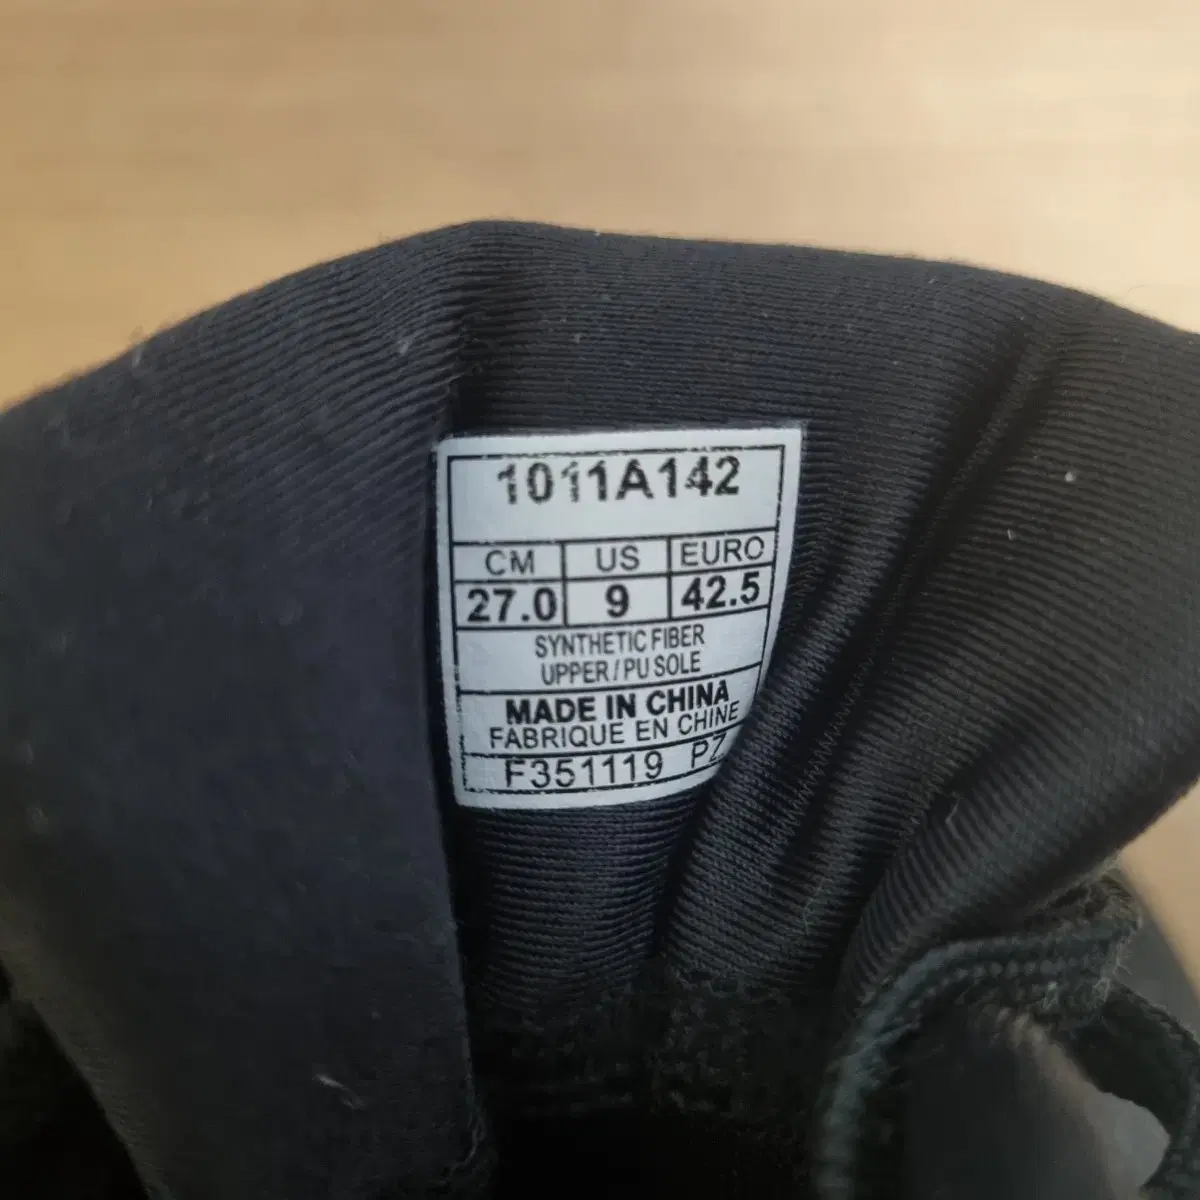 1011A142
CM US EURO
27.0 9 42.5
SYNTHETIC FIBER
UPPER / PU SOLE
MADE IN CHINA
FABRIQUE EN CHINE
F351119 PZ